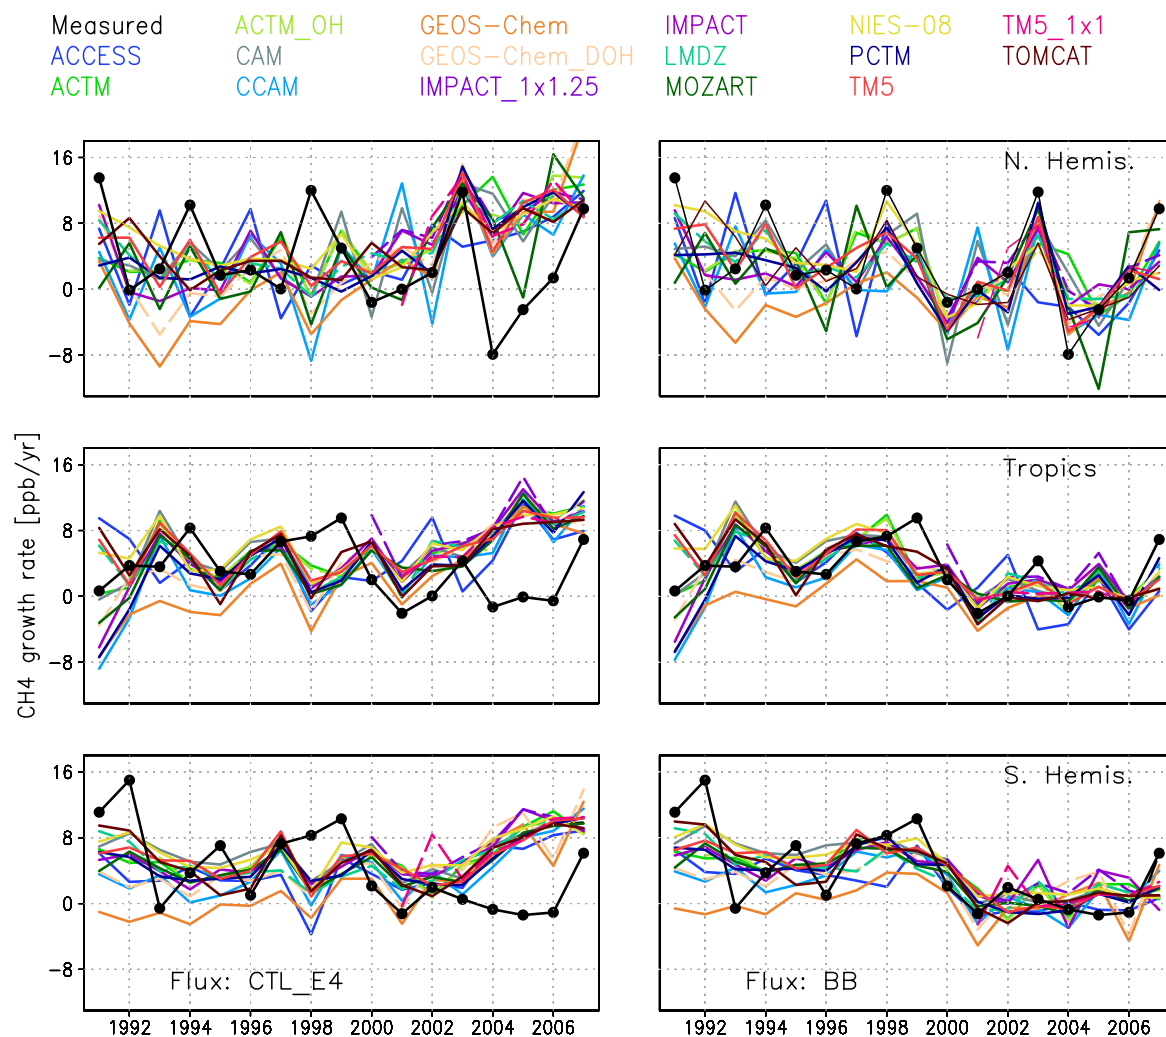 Measured ACTM_OH GEOS-Chem IMPACT NIES-08 TM5_1x1
ACCESS CAM GEOS-Chem_DOH LMDZ PCTM TOMCAT
ACTM CCAM IMPACT_1x1.25 MOZART TM5
16
8
0
-8
N. Hemis.
CH4 growth rate [ppb/yr]
16
8
0
-8
Tropics
16
8
0
-8
S. Hemis.
Flux: CTL_E4
Flux: BB
1992 1994 1996 1998 2000 2002 2004 2006
1992 1994 1996 1998 2000 2002 2004 2006